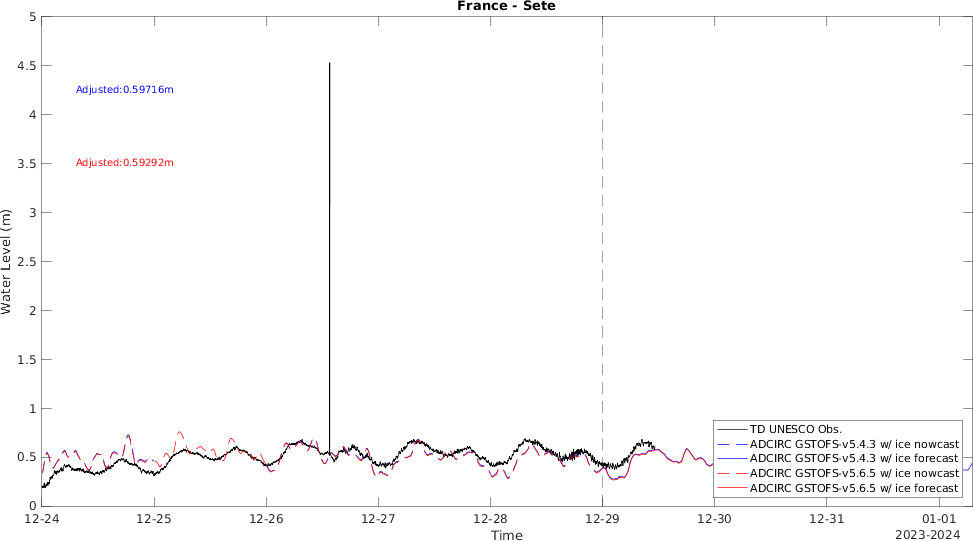 France - Sete
5
4.5
4
3.5
3
2.5
2
1.5
1
0.5
0
Water Level (m)
Adjusted:0.59716m
Adjusted:0.59292m
TD UNESCO Obs.
ADCIRC GSTOFS-v5.4.3 w/ ice nowcast
ADCIRC GSTOFS-v5.4.3 w/ ice forecast
ADCIRC GSTOFS-v5.6.5 w/ ice nowcast
ADCIRC GSTOFS-v5.6.5 w/ ice forecast
12-24 12-25 12-26 12-27 12-28 12-29 12-30 12-31 01-01
Time
2023-2024